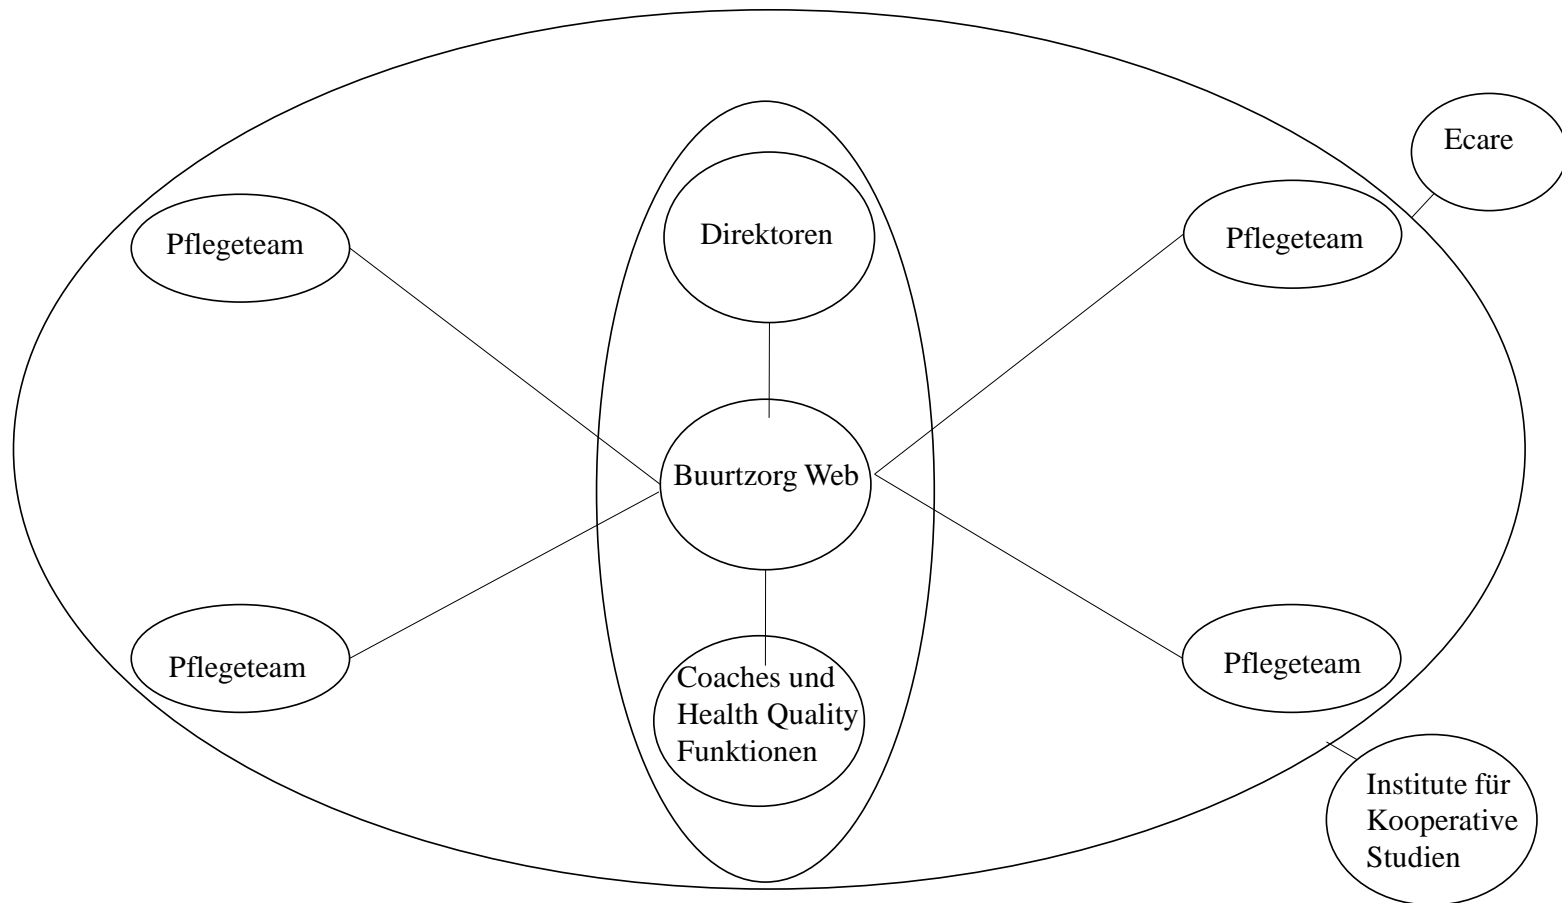 Ecare
Direktoren
Pflegeteam
Pflegeteam
Buurtzorg Web
Pflegeteam
Coaches und
Health Quality
Funktionen
Pflegeteam
Institute für
Kooperative
Studien